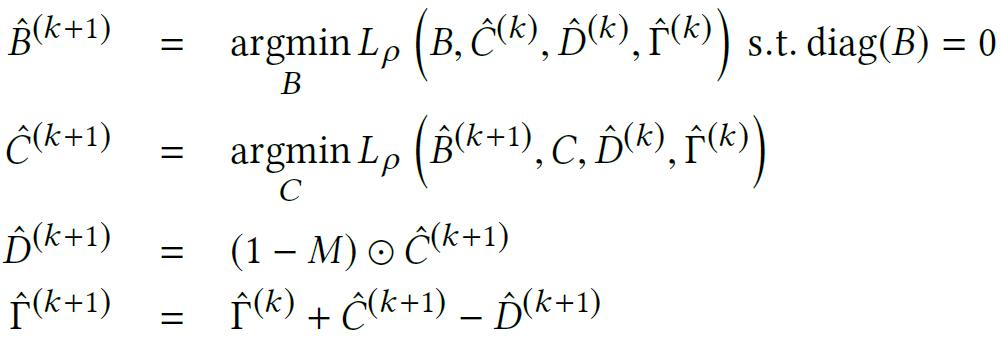 B̂^(k+1) = argmin_B L_ρ (B, Ĉ^(k), D̂^(k), Γ̂^(k)) s.t. diag(B) = 0
Ĉ^(k+1) = argmin_C L_ρ (B̂^(k+1), C, D̂^(k), Γ̂^(k))
D̂^(k+1) = (1 − M) ⊙ Ĉ^(k+1)
Γ̂^(k+1) = Γ̂^(k) + Ĉ^(k+1) − D̂^(k+1)